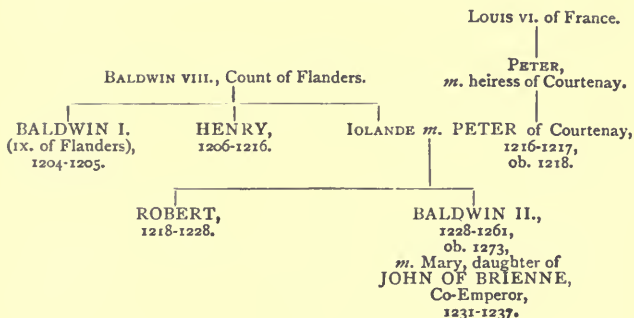 LOUIS VI. of France.
PETER,
m. heiress of Courtenay.
BALDWIN VIII., Count of Flanders.
BALDWIN I.
(IX. of Flanders),
1204-1205.
HENRY,
1206-1216.
IOLANDE m. PETER of Courtenay,
1216-1217,
ob. 1218.
ROBERT,
1218-1228.
BALDWIN II.,
1228-1261,
ob. 1273,
m. Mary, daughter of
JOHN OF BRIENNE,
Co-Emperor,
1231-1237.